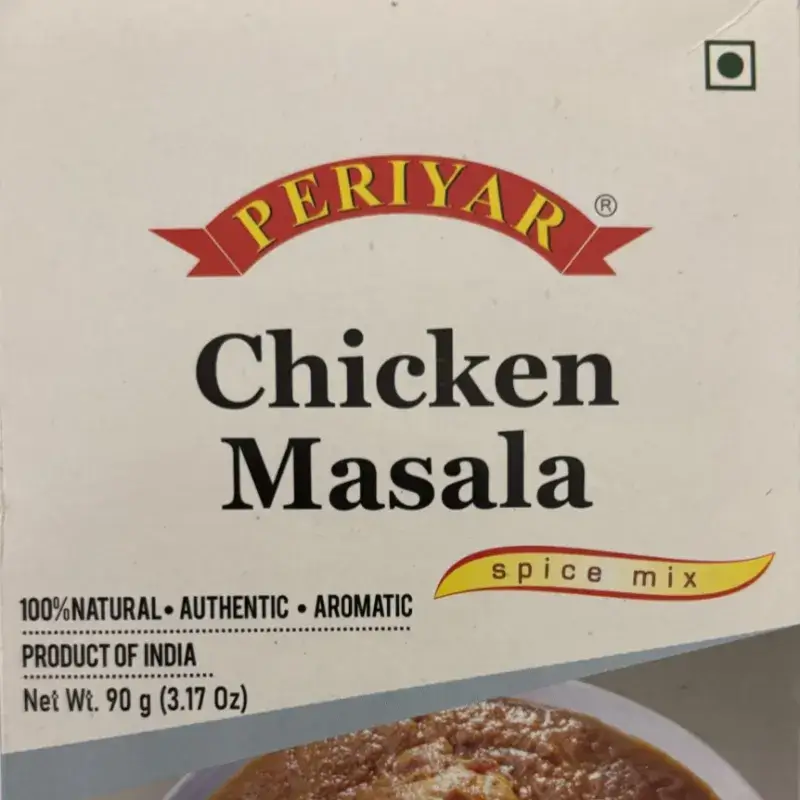 PERIYAR®
Chicken
Masala
spice mix
100%NATURAL• AUTHENTIC • AROMATIC
PRODUCT OF INDIA
Net Wt. 90 g (3.17 Oz)